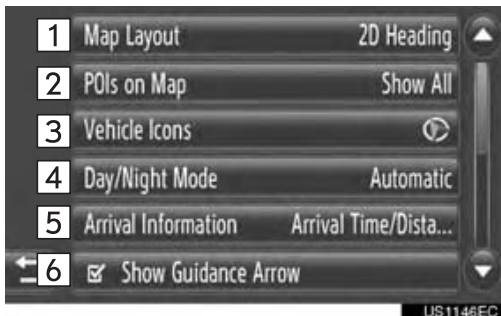 1 Map Layout 2D Heading
2 POIs on Map Show All
3 Vehicle Icons
4 Day/Night Mode Automatic
5 Arrival Information Arrival Time/Dista...
6 Show Guidance Arrow
US1146EC